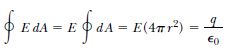 ∮ E dA = E ∮ dA = E(4πr²) = q/ϵ₀